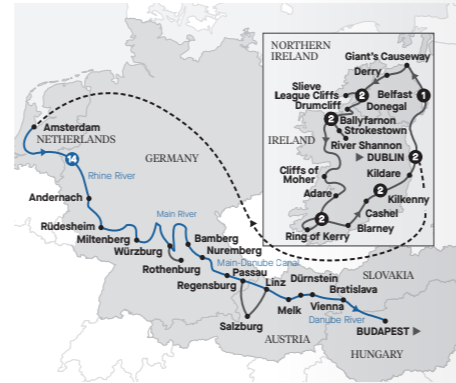 NORTHERN
IRELAND
Giant's Causeway
Derry
Slieve
League Cliffs
2
Belfast
1
Drumcliff
Donegal
2
Ballyfarnon
Strokestown
River Shannon
IRELAND
DUBLIN
2
Kildare
Cliffs of
Moher
Adare
2
Kilkenny
Cashel
2
Blarney
Ring of Kerry
Amsterdam
NETHERLANDS
14
GERMANY
Rhine River
Andernach
Main River
Rüdesheim
Miltenberg
Würzburg
Bamberg
Nuremberg
Rothenburg
Main-Danube Canal
Regensburg
Passau
Linz
Dürnstein
SLOVAKIA
Bratislava
Melk
Vienna
Danube River
Salzburg
AUSTRIA
BUDAPEST
HUNGARY